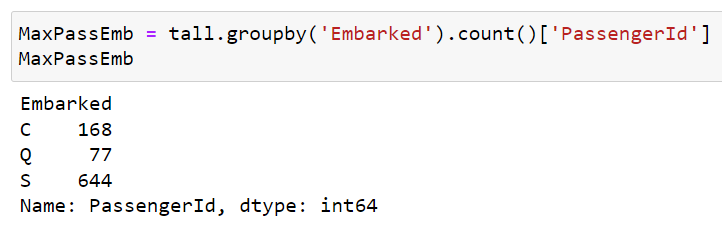 MaxPassEmb = tall.groupby('Embarked').count()['PassengerId']
MaxPassEmb
Embarked
C    168
Q     77
S    644
Name: PassengerId, dtype: int64